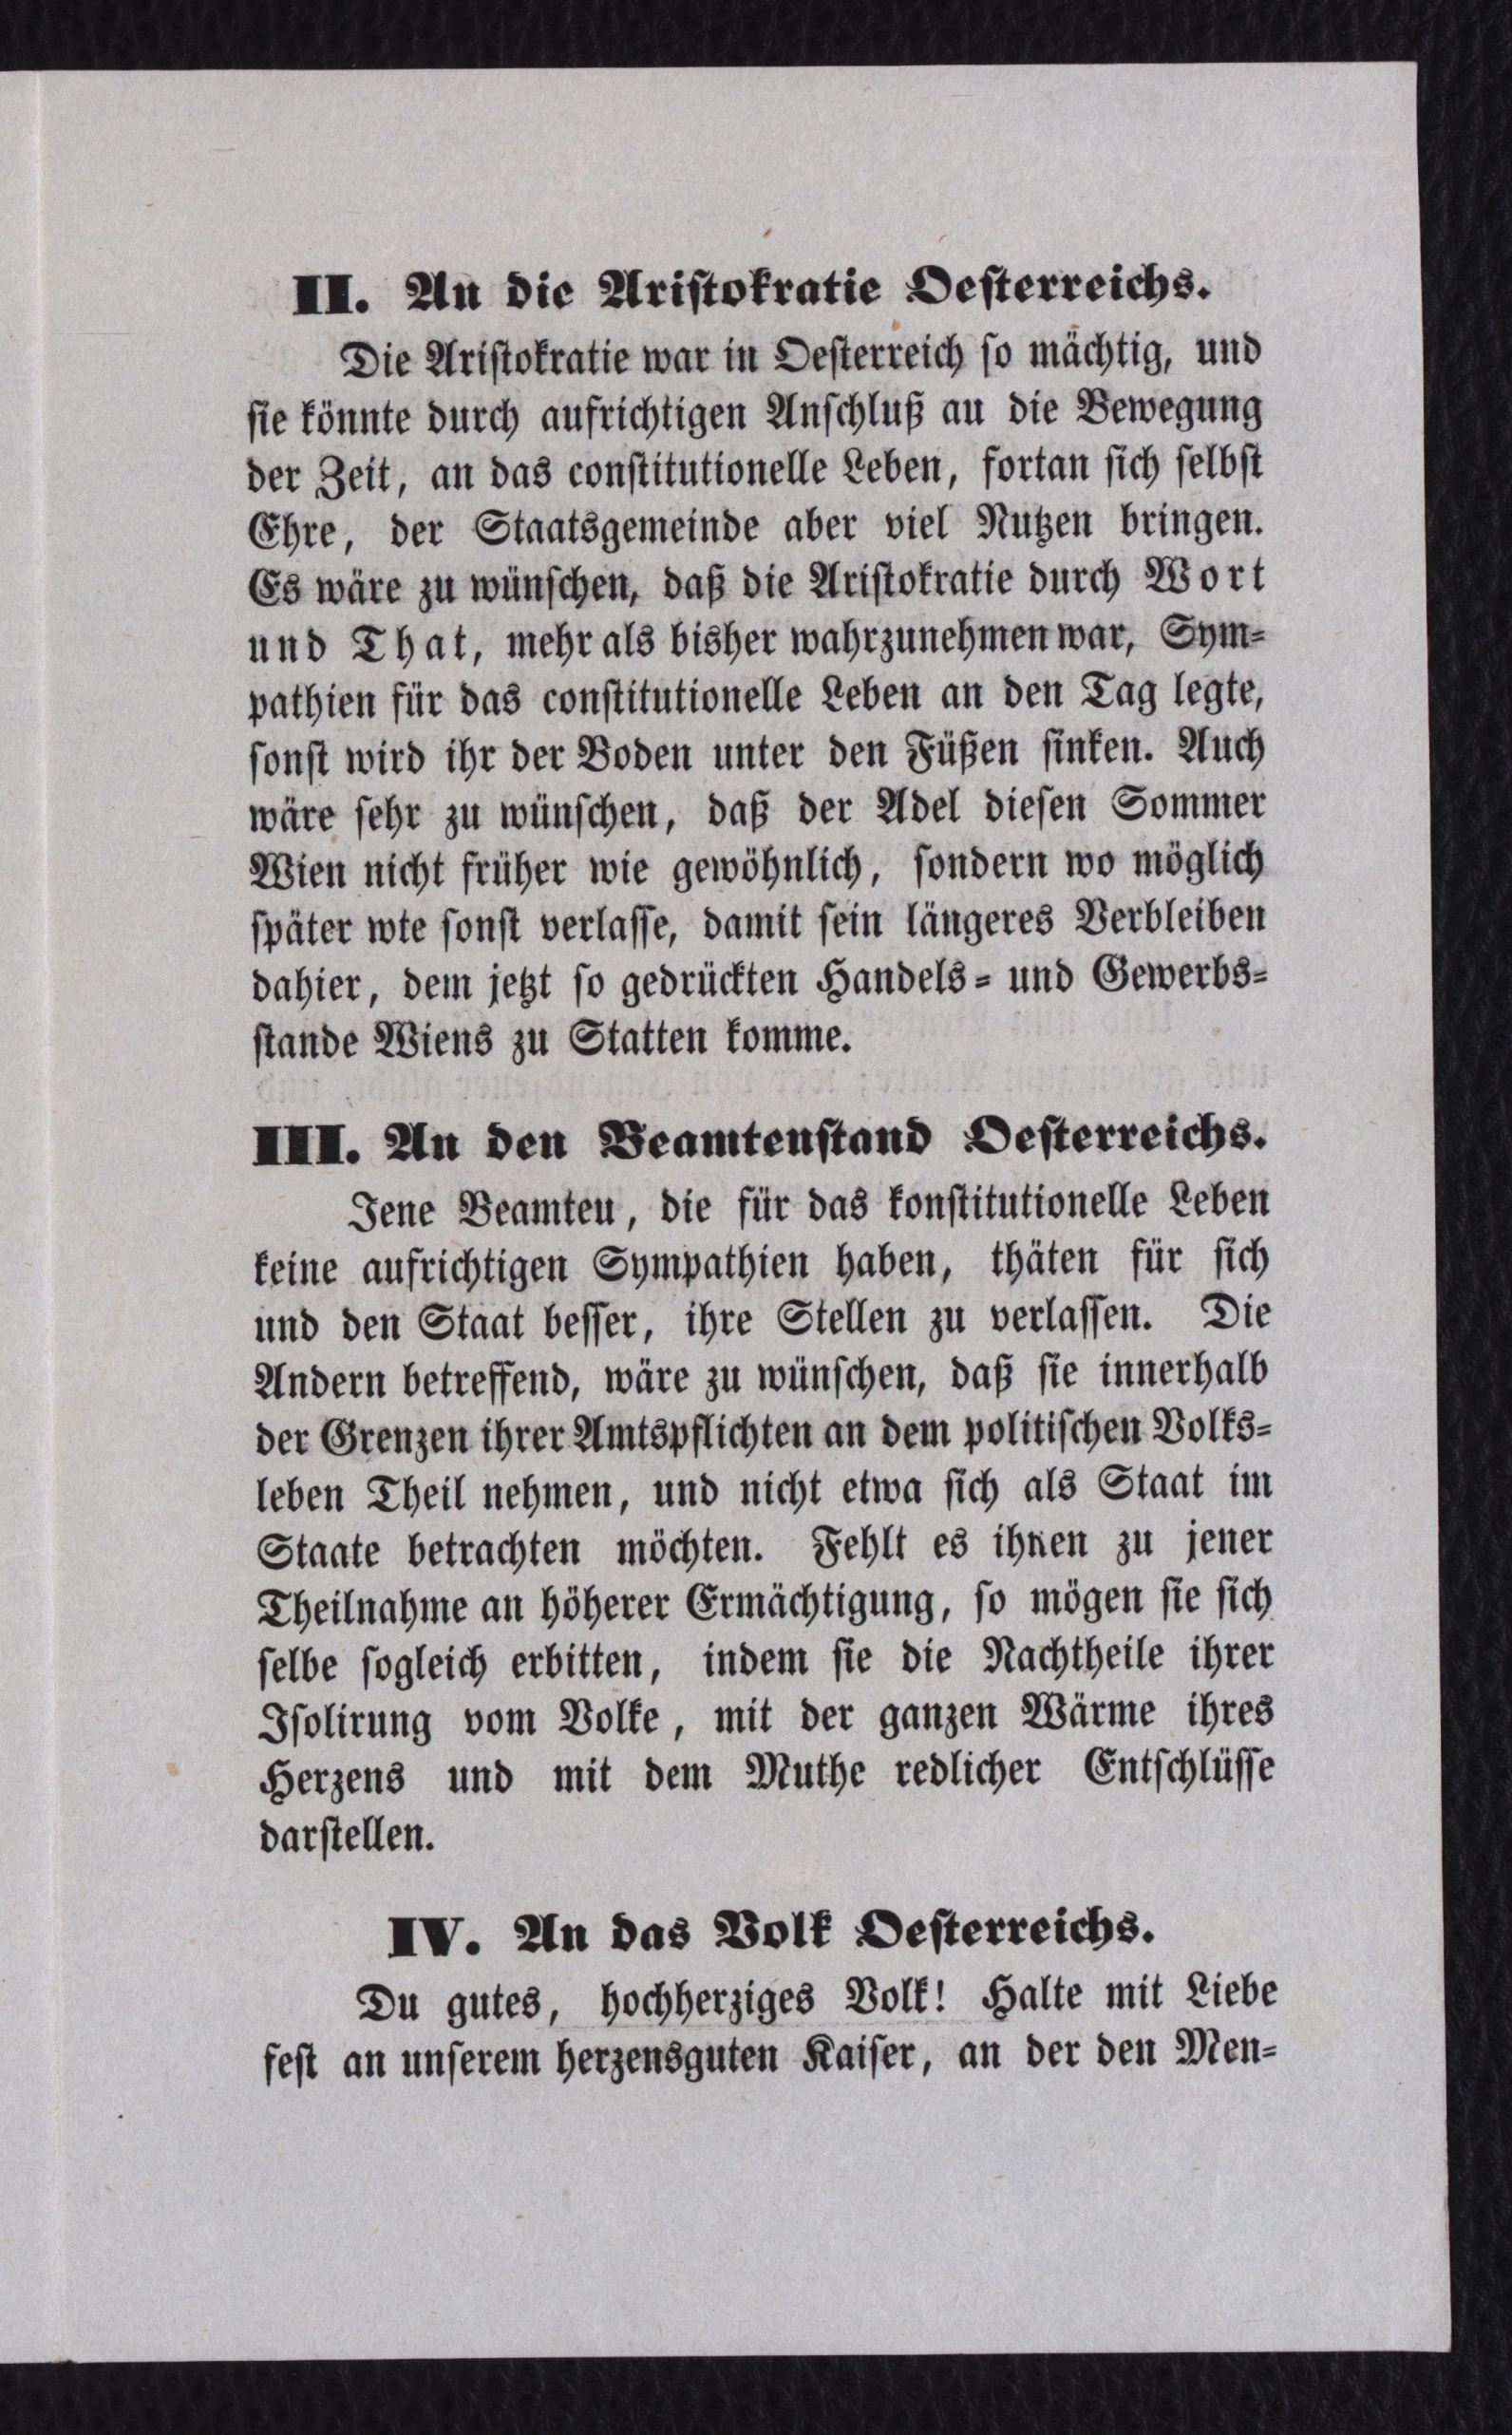 II. An die Aristokratie Oesterreichs.
Die Aristokratie war in Oesterreich so mächtig, und
sie könnte durch aufrichtigen Anschluß au die Bewegung
der Zeit, an das constitutionelle Leben, fortan sich selbst
Ehre, der Staatsgemeinde aber viel Nutzen bringen.
Es wäre zu wünschen, daß die Aristokratie durch Wort
und That, mehr als bisher wahrzunehmen war, Sym=
pathien für das constitutionelle Leben an den Tag legte,
sonst wird ihr der Boden unter den Füßen sinken. Auch
wäre sehr zu wünschen, daß der Adel diesen Sommer
Wien nicht früher wie gewöhnlich, sondern wo möglich
später wte sonst verlasse, damit sein längeres Verbleiben
dahier, dem jetzt so gedrückten Handels= und Gewerbs=
stande Wiens zu Statten komme.
III. An den Beamtenstand Oesterreichs.
Jene Beamteu, die für das konstitutionelle Leben
keine aufrichtigen Sympathien haben, thäten für sich
und den Staat besser, ihre Stellen zu verlassen. Die
Andern betreffend, wäre zu wünschen, daß sie innerhalb
der Grenzen ihrer Amtspflichten an dem politischen Volks=
leben Theil nehmen, und nicht etwa sich als Staat im
Staate betrachten möchten. Fehlt es ihnen zu jener
Theilnahme an höherer Ermächtigung, so mögen sie sich
selbe sogleich erbitten, indem sie die Nachtheile ihrer
Isolirung vom Volke, mit der ganzen Wärme ihres
Herzens und mit dem Muthe redlicher Entschlüsse
darstellen.
IV. An das Volk Oesterreichs.
Du gutes, hochherziges Volk! Halte mit Liebe
fest an unserem herzensguten Kaiser, an der den Men=